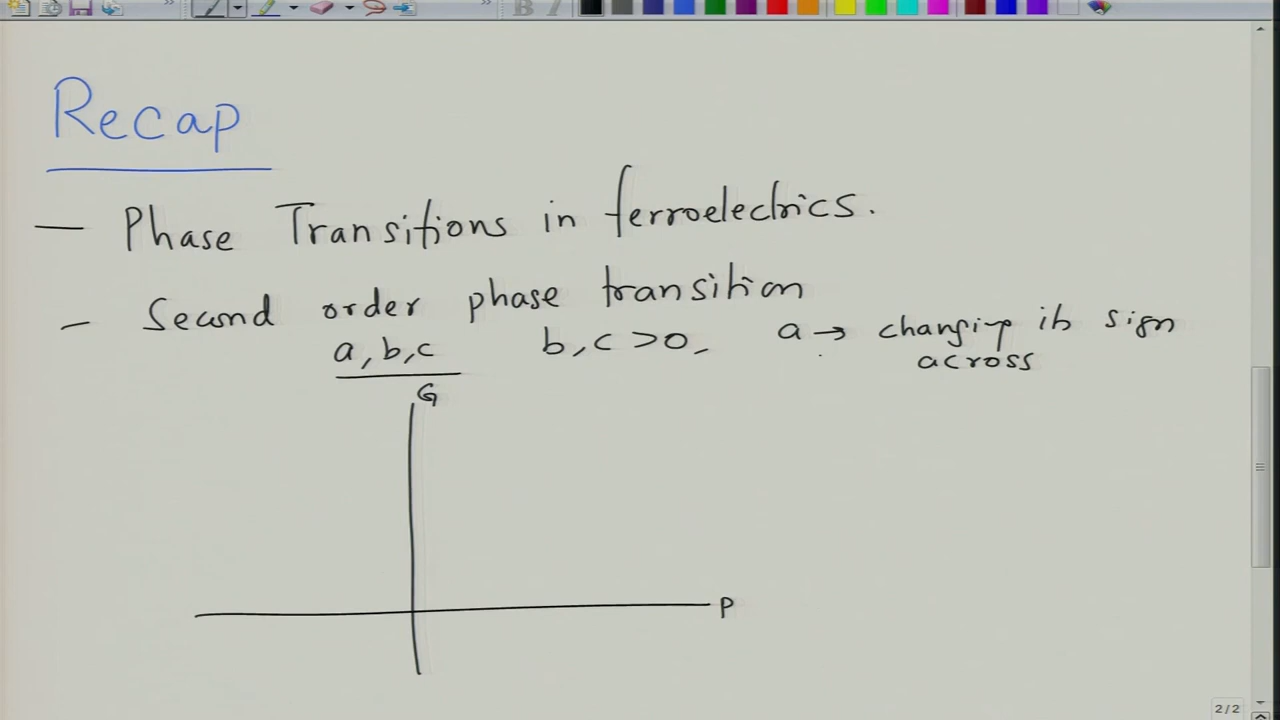 Recap
— Phase Transitions in ferroelectrics.
- Second order phase transition
a, b, c b, c > 0, a → changing its sign
across
G
P
2/2